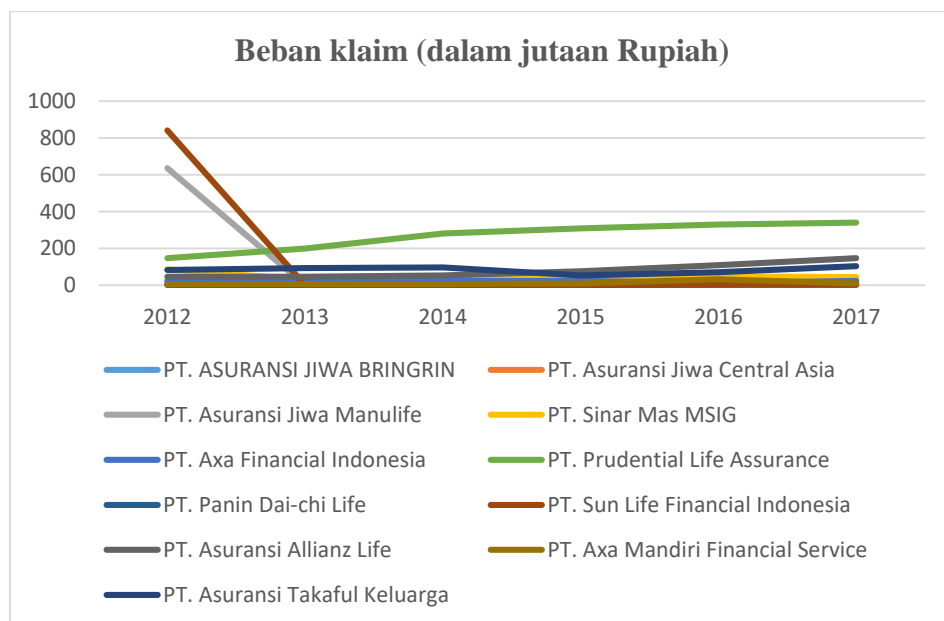 Beban klaim (dalam jutaan Rupiah)
1000
800
600
400
200
0
2012 2013 2014 2015 2016 2017
PT. ASURANSI JIWA BRINGRIN PT. Asuransi Jiwa Central Asia
PT. Asuransi Jiwa Manulife PT. Sinar Mas MSIG
PT. Axa Financial Indonesia PT. Prudential Life Assurance
PT. Panin Dai-chi Life PT. Sun Life Financial Indonesia
PT. Asuransi Allianz Life PT. Axa Mandiri Financial Service
PT. Asuransi Takaful Keluarga